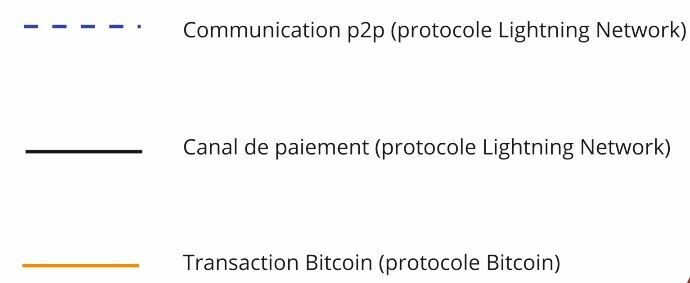 Communication p2p (protocole Lightning Network)
Canal de paiement (protocole Lightning Network)
Transaction Bitcoin (protocole Bitcoin)